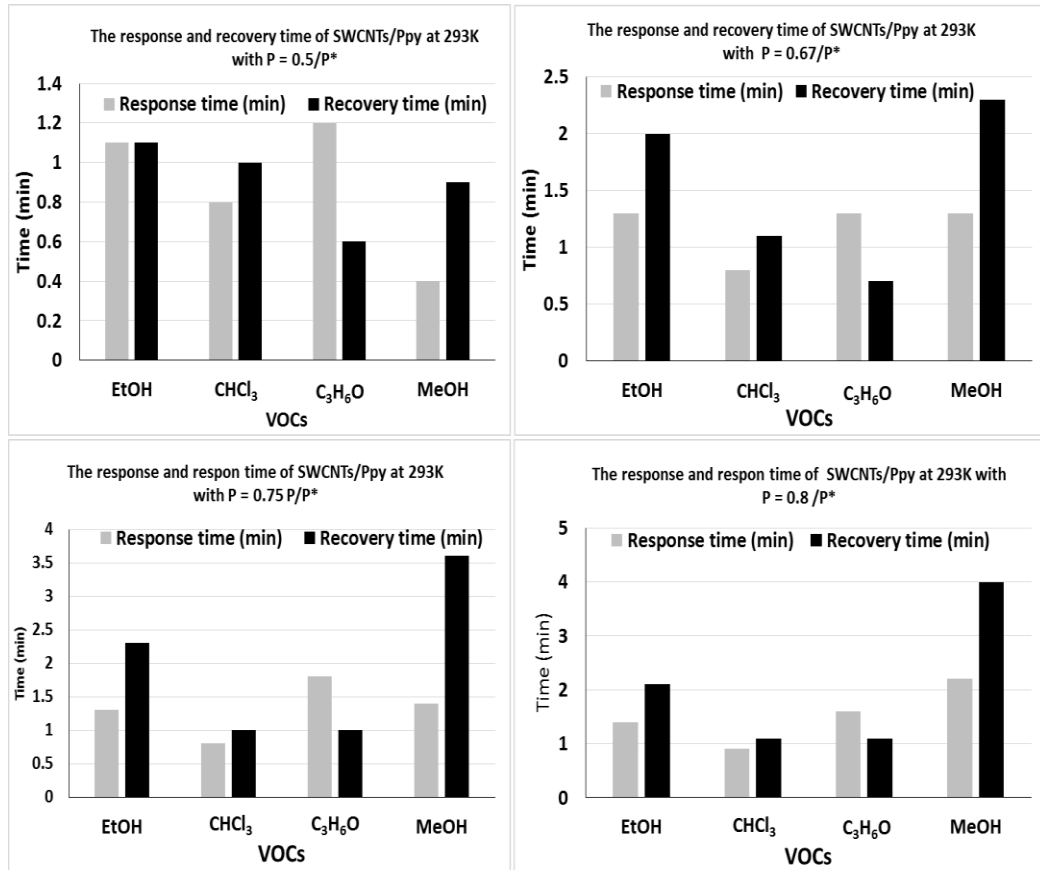 The response and recovery time of SWCNTs/Ppy at 293K
with P = 0.5/P*
Response time (min) Recovery time (min)
Time (min)
1.4
1.2
1
0.8
0.6
0.4
0.2
0
EtOH CHCl₃ C₃H₆O MeOH
VOCs
The response and recovery time of SWCNTs/Ppy at 293K
with P = 0.67/P*
Response time (min) Recovery time (min)
Time (min)
2.5
2
1.5
1
0.5
0
EtOH CHCl₃ C₃H₆O MeOH
VOCs
The response and respon time of SWCNTs/Ppy at 293K
with P = 0.75 P/P*
Response time (min) Recovery time (min)
Time (min)
4
3.5
3
2.5
2
1.5
1
0.5
0
EtOH CHCl₃ C₃H₆O MeOH
VOCs
The response and respon time of SWCNTs/Ppy at 293K with
P = 0.8 /P*
Response time (min) Recovery time (min)
Time (min)
5
4
3
2
1
0
EtOH CHCl₃ C₃H₆O MeOH
VOCs